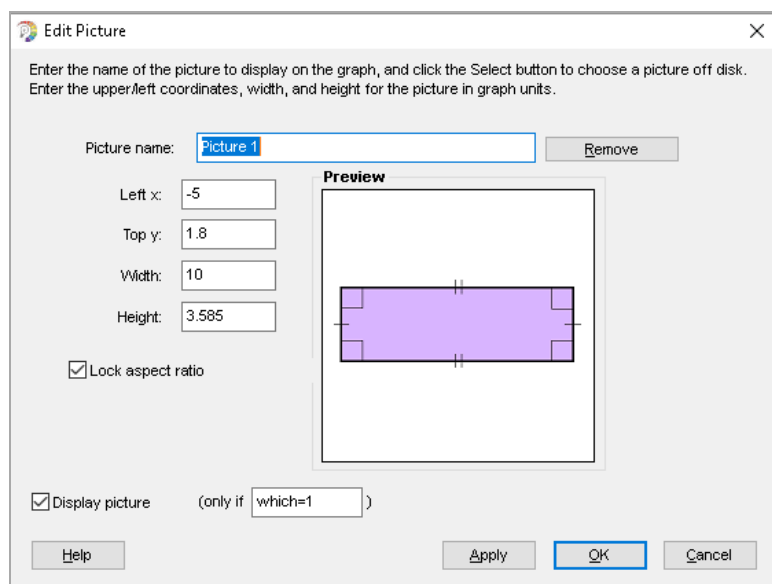 Edit Picture
Enter the name of the picture to display on the graph, and click the Select button to choose a picture off disk.
Enter the upper/left coordinates, width, and height for the picture in graph units.
Picture name: Picture 1 Remove
Preview
Left x: -5
Top y: 1.8
Width: 10
Height: 3.585
Lock aspect ratio
Display picture (only if which=1 )
Help Apply OK Cancel